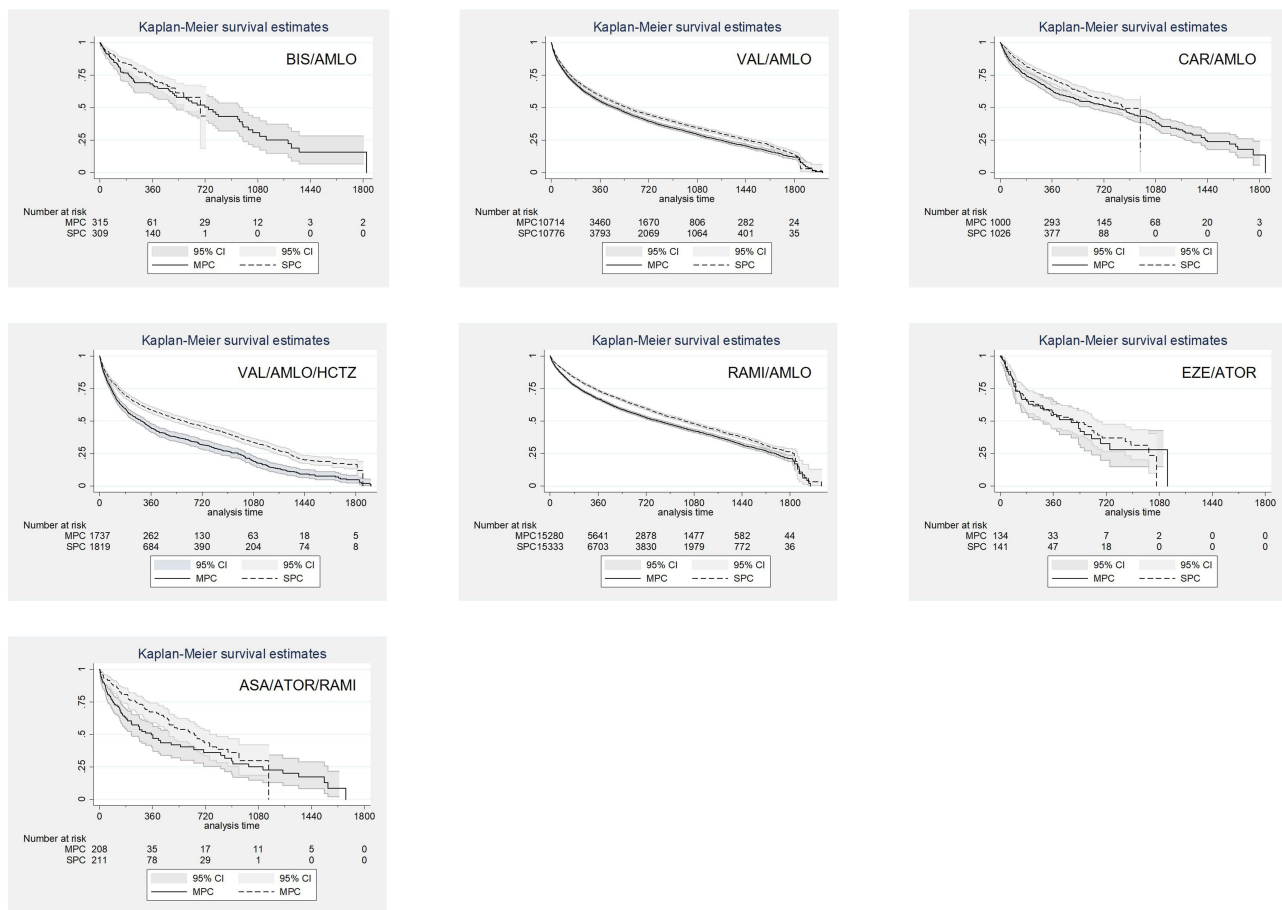 Kaplan-Meier survival estimates
BIS/AMLO
1
.75
.5
.25
0
0 360 720 1080 1440 1800
analysis time
Number at risk
MPC 315 61 29 12 3 2
SPC 309 140 1 0 0 0
95% CI 95% CI
MPC SPC
Kaplan-Meier survival estimates
VAL/AMLO
1
.75
.5
.25
0
0 360 720 1080 1440 1800
analysis time
Number at risk
MPC 10714 3460 1670 806 282 24
SPC 10776 3793 2069 1064 401 35
95% CI 95% CI
MPC SPC
Kaplan-Meier survival estimates
CAR/AMLO
1
.75
.5
.25
0
0 360 720 1080 1440 1800
analysis time
Number at risk
MPC 1000 293 145 68 20 3
SPC 1026 377 88 0 0 0
95% CI 95% CI
MPC SPC
Kaplan-Meier survival estimates
VAL/AMLO/HCTZ
1
.75
.5
.25
0
0 360 720 1080 1440 1800
analysis time
Number at risk
MPC 1737 262 130 63 18 5
SPC 1819 684 390 204 74 8
95% CI 95% CI
MPC SPC
Kaplan-Meier survival estimates
RAMI/AMLO
1
.75
.5
.25
0
0 360 720 1080 1440 1800
analysis time
Number at risk
MPC 15280 5641 2878 1477 582 44
SPC 15333 6703 3830 1979 772 36
95% CI 95% CI
MPC SPC
Kaplan-Meier survival estimates
EZE/ATOR
1
.75
.5
.25
0
0 360 720 1080 1440 1800
analysis time
Number at risk
MPC 134 33 7 2 0 0
SPC 141 47 18 0 0 0
95% CI 95% CI
MPC SPC
Kaplan-Meier survival estimates
ASA/ATOR/RAMI
1
.75
.5
.25
0
0 360 720 1080 1440 1800
analysis time
Number at risk
MPC 208 35 17 11 5 0
SPC 211 78 29 1 0 0
95% CI 95% CI
MPC MPC